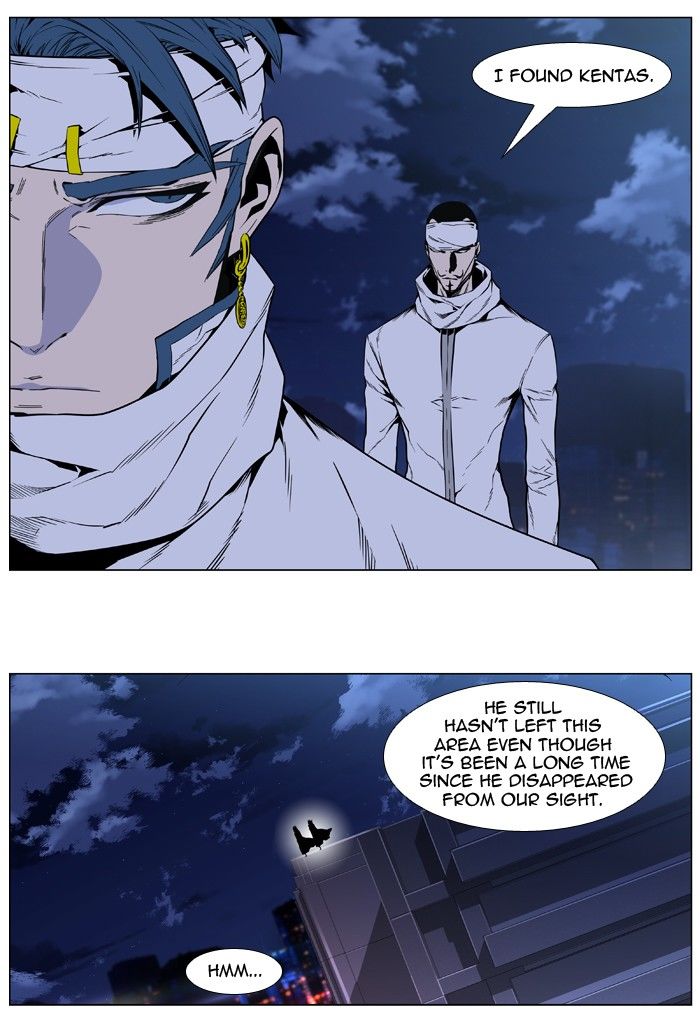 I FOUND KENTAS.
HE STILL
HASN'T LEFT THIS
AREA EVEN THOUGH
IT'S BEEN A LONG TIME
SINCE HE DISAPPEARED
FROM OUR SIGHT.
HMM...